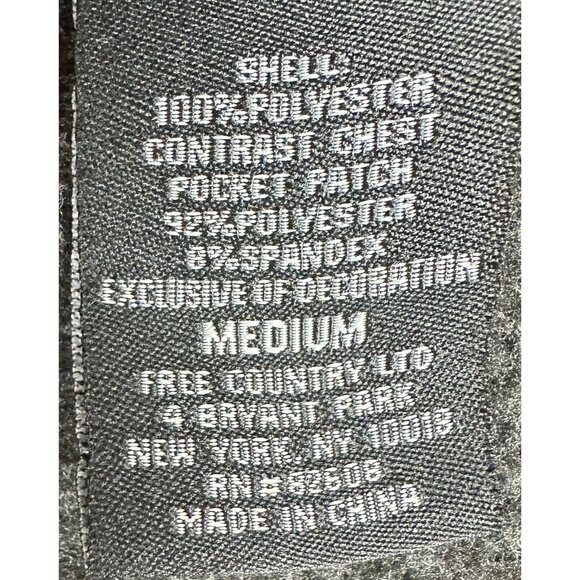 SHELL:
100%POLYESTER
CONTRAST CHEST
POCKET PATCH
92%POLYESTER
8%SPANDEX
EXCLUSIVE OF DECORATION
MEDIUM
FREE COUNTRY LTD
4 BRYANT PARK
NEW YORK, NY 10018
RN#
MADE IN CHINA